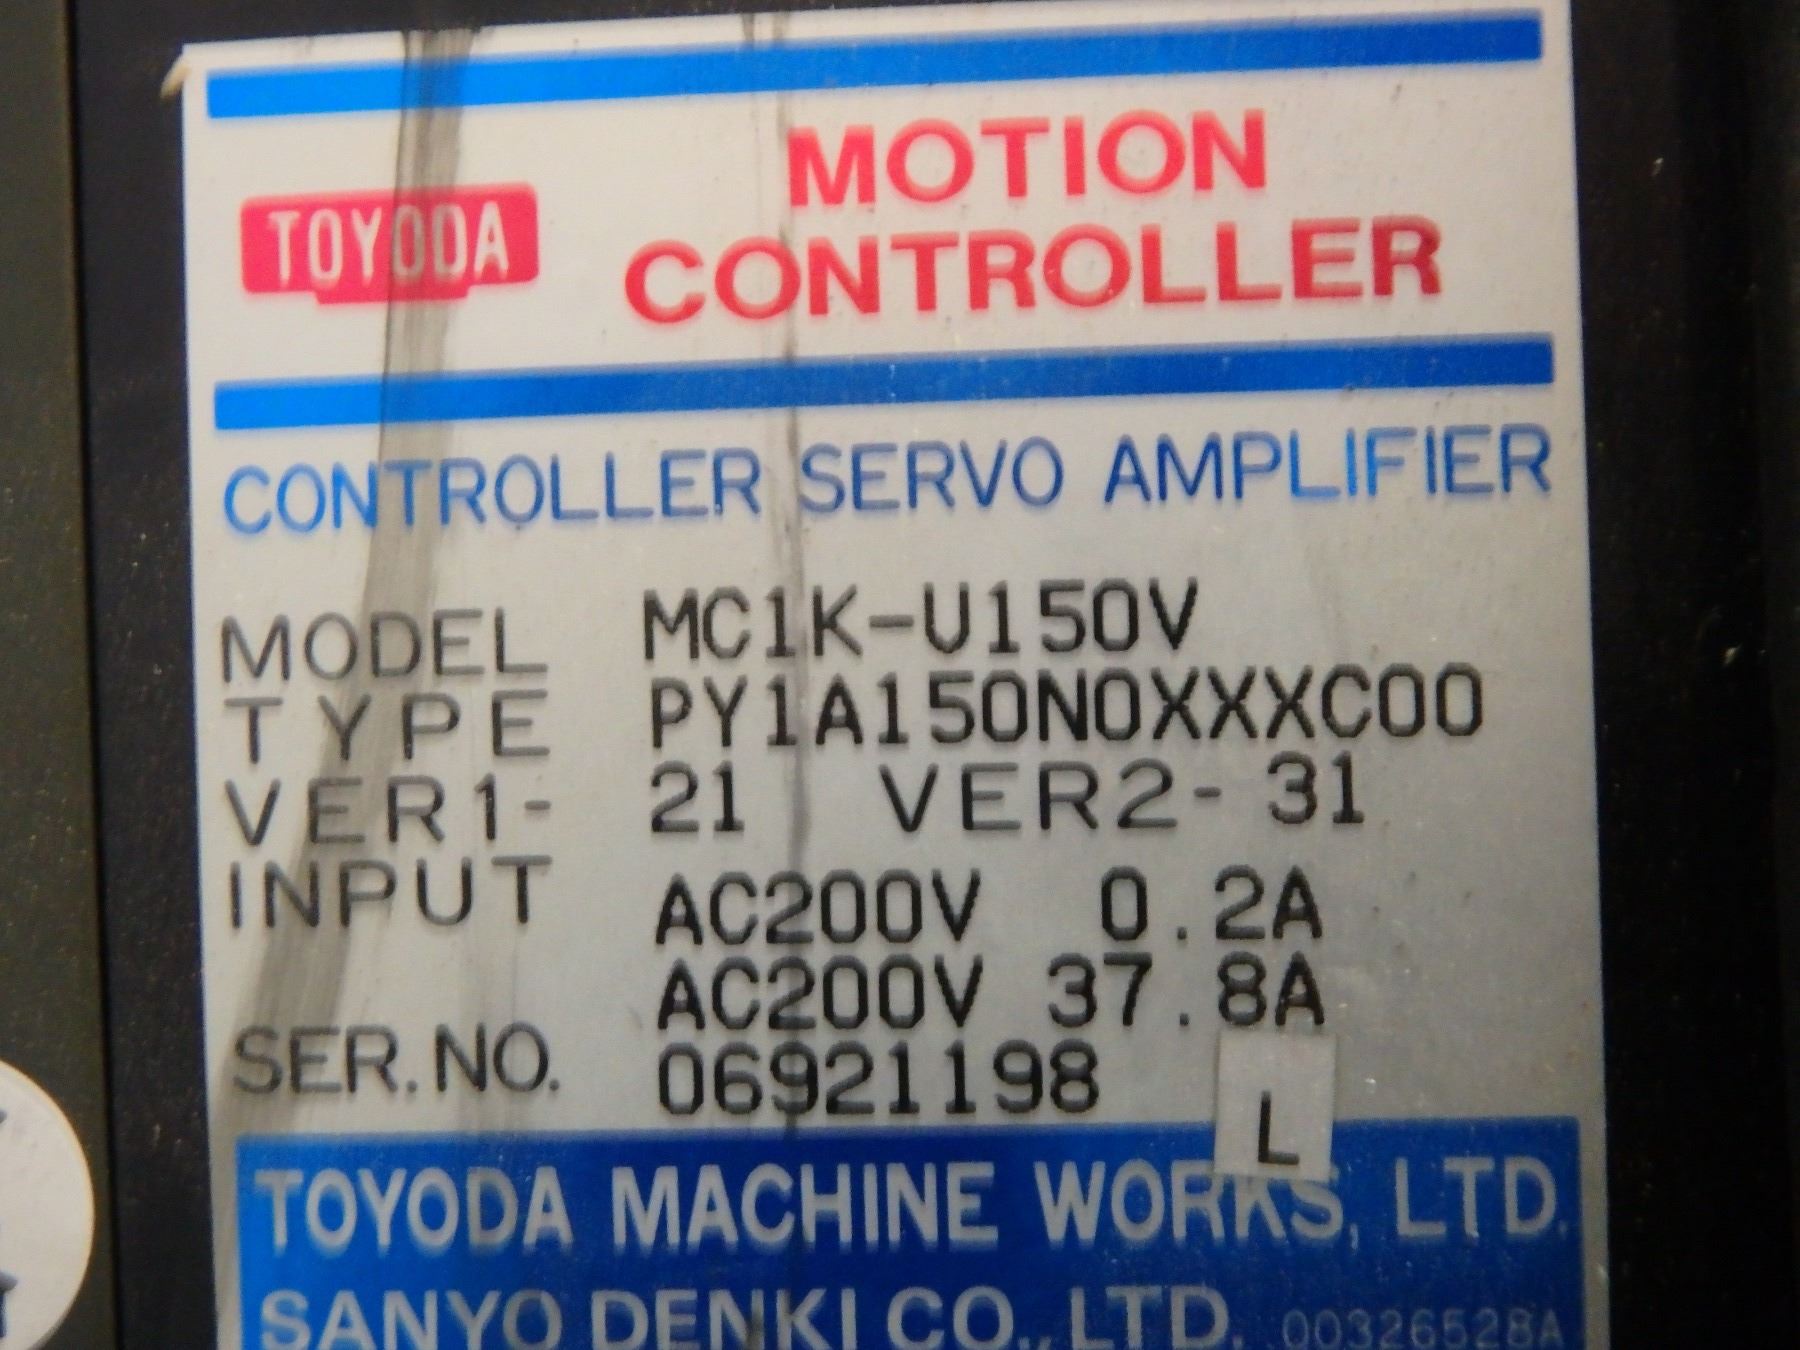 MOTION
TOYODA CONTROLLER
CONTROLLER SERVO AMPLIFIER
MODEL MC1K-U150V
TYPE PY1A150N0XXXC00
VER1- 21 VER2- 31
INPUT AC200V 0.2A
AC200V 37.8A
SER.NO. 06921198
L
TOYODA MACHINE WORKS, LTD.
SANYO DENKI CO., LTD. 00326528A